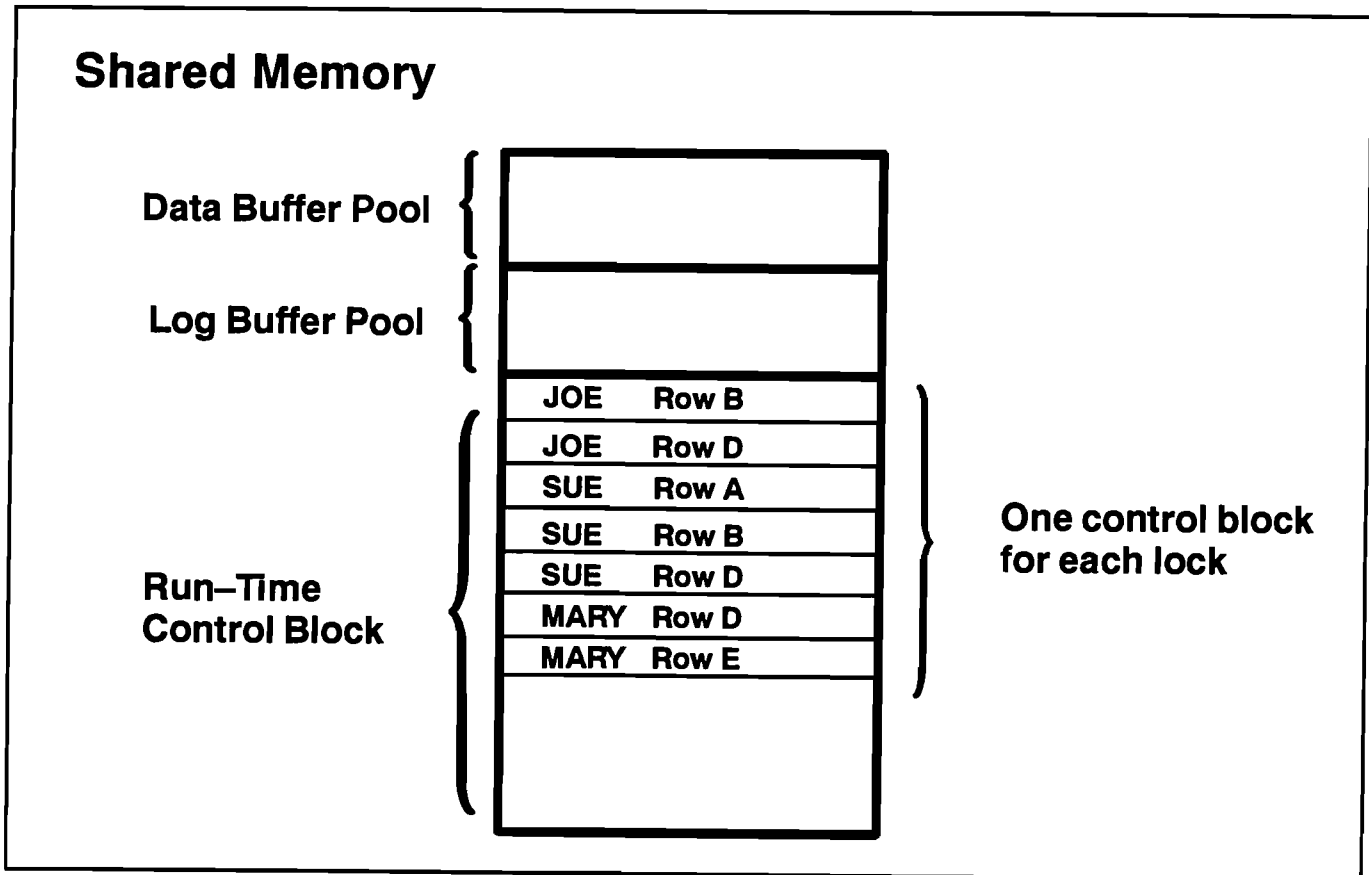 Shared Memory
Data Buffer Pool
Log Buffer Pool
JOE Row B
JOE Row D
SUE Row A
SUE Row B
SUE Row D
MARY Row D
MARY Row E
Run–Time
Control Block
One control block
for each lock